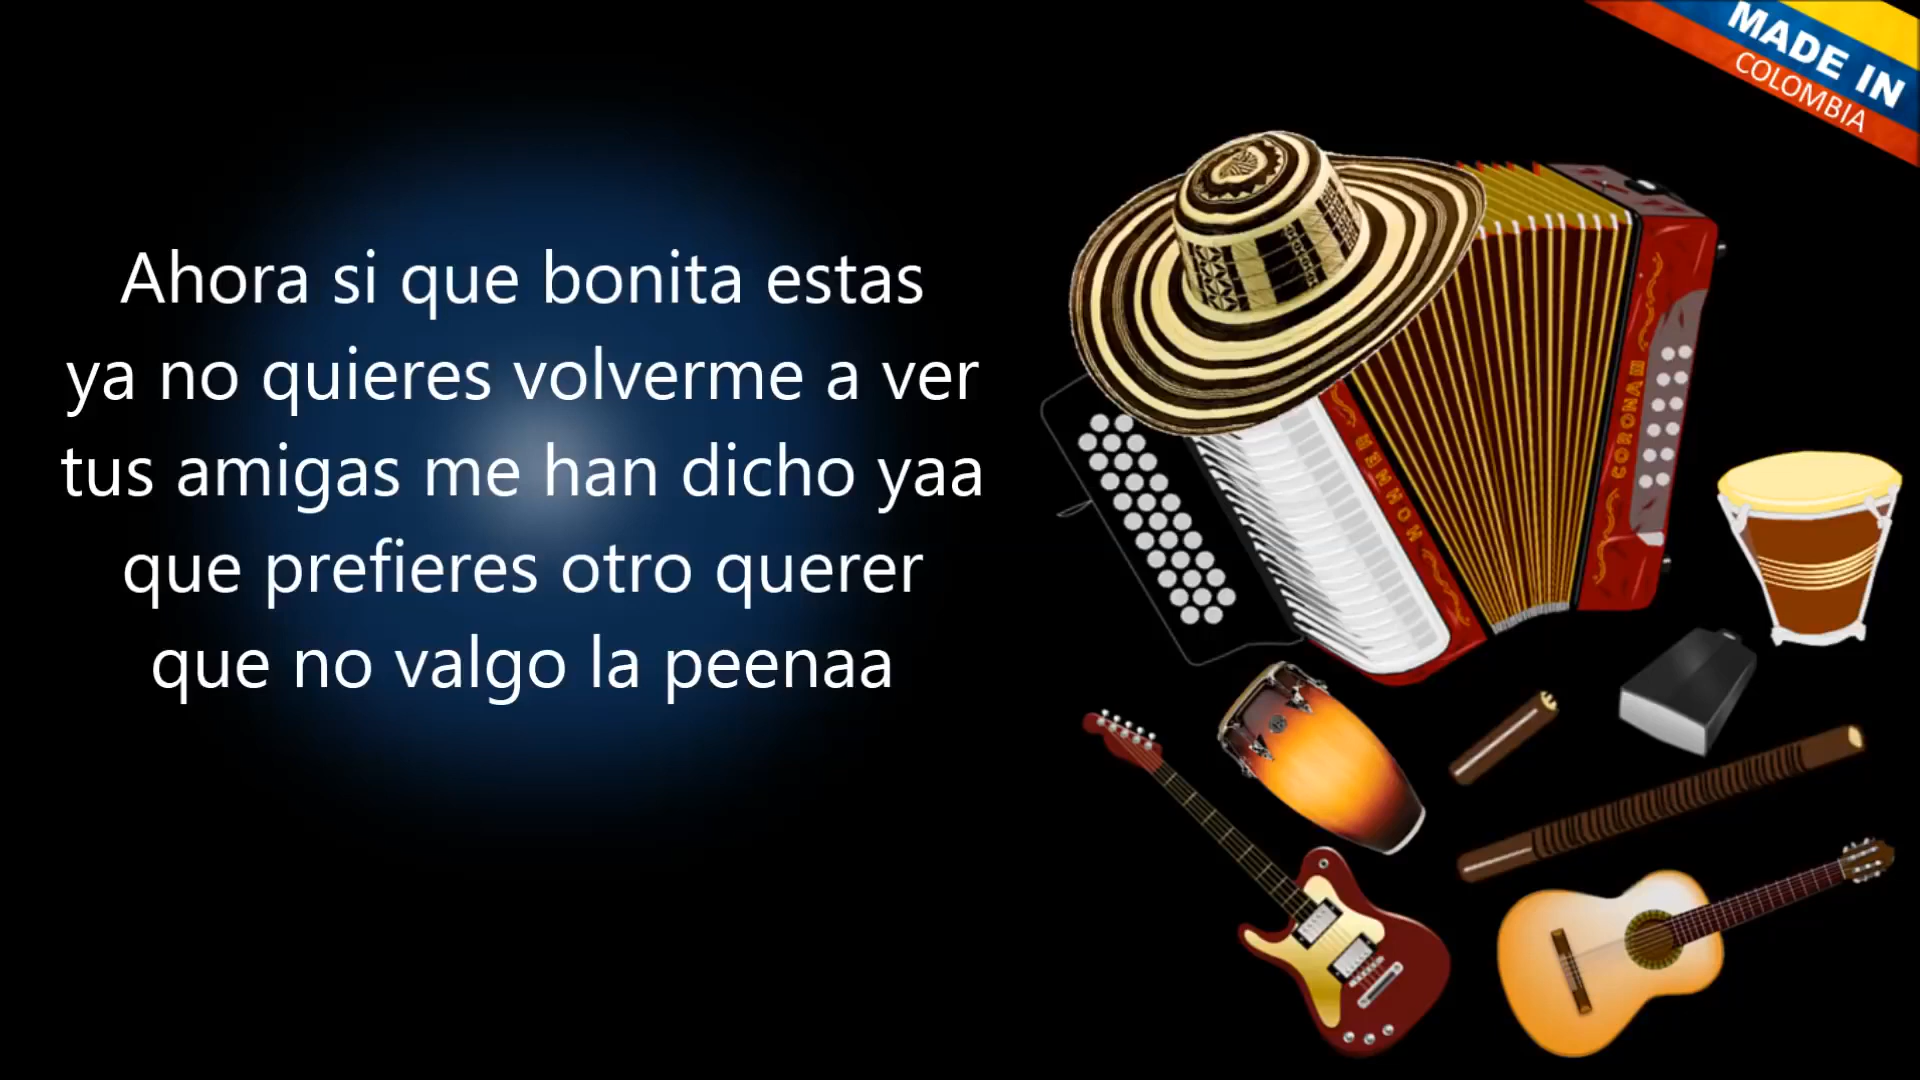 MADE IN
COLOMBIA
Ahora si que bonita estas
ya no quieres volverme a ver
tus amigas me han dicho yaa
que prefieres otro querer
que no valgo la peenaa
HOHNER
CORONA III